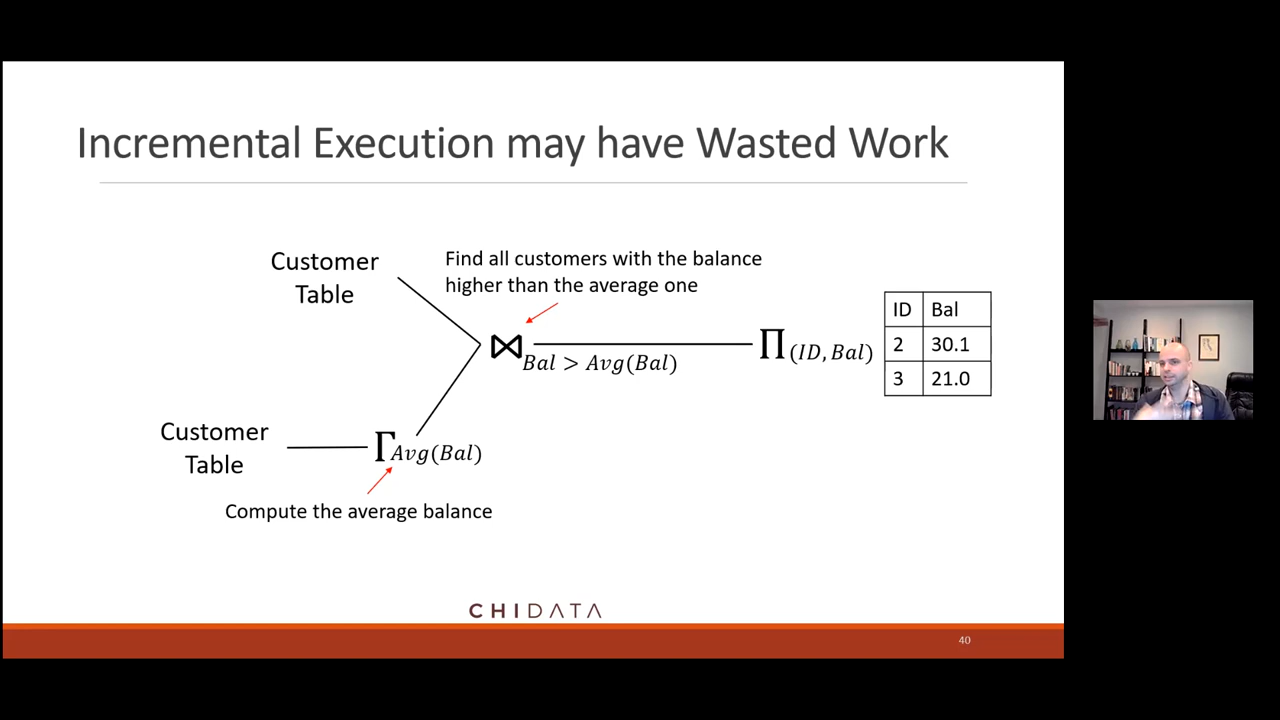 Incremental Execution may have Wasted Work
Customer
Table
Find all customers with the balance
higher than the average one
⋈ Bal > Avg(Bal)
Π (ID, Bal)
ID Bal
2 30.1
3 21.0
Customer
Table
Γ Avg(Bal)
Compute the average balance
CHIDATA
40